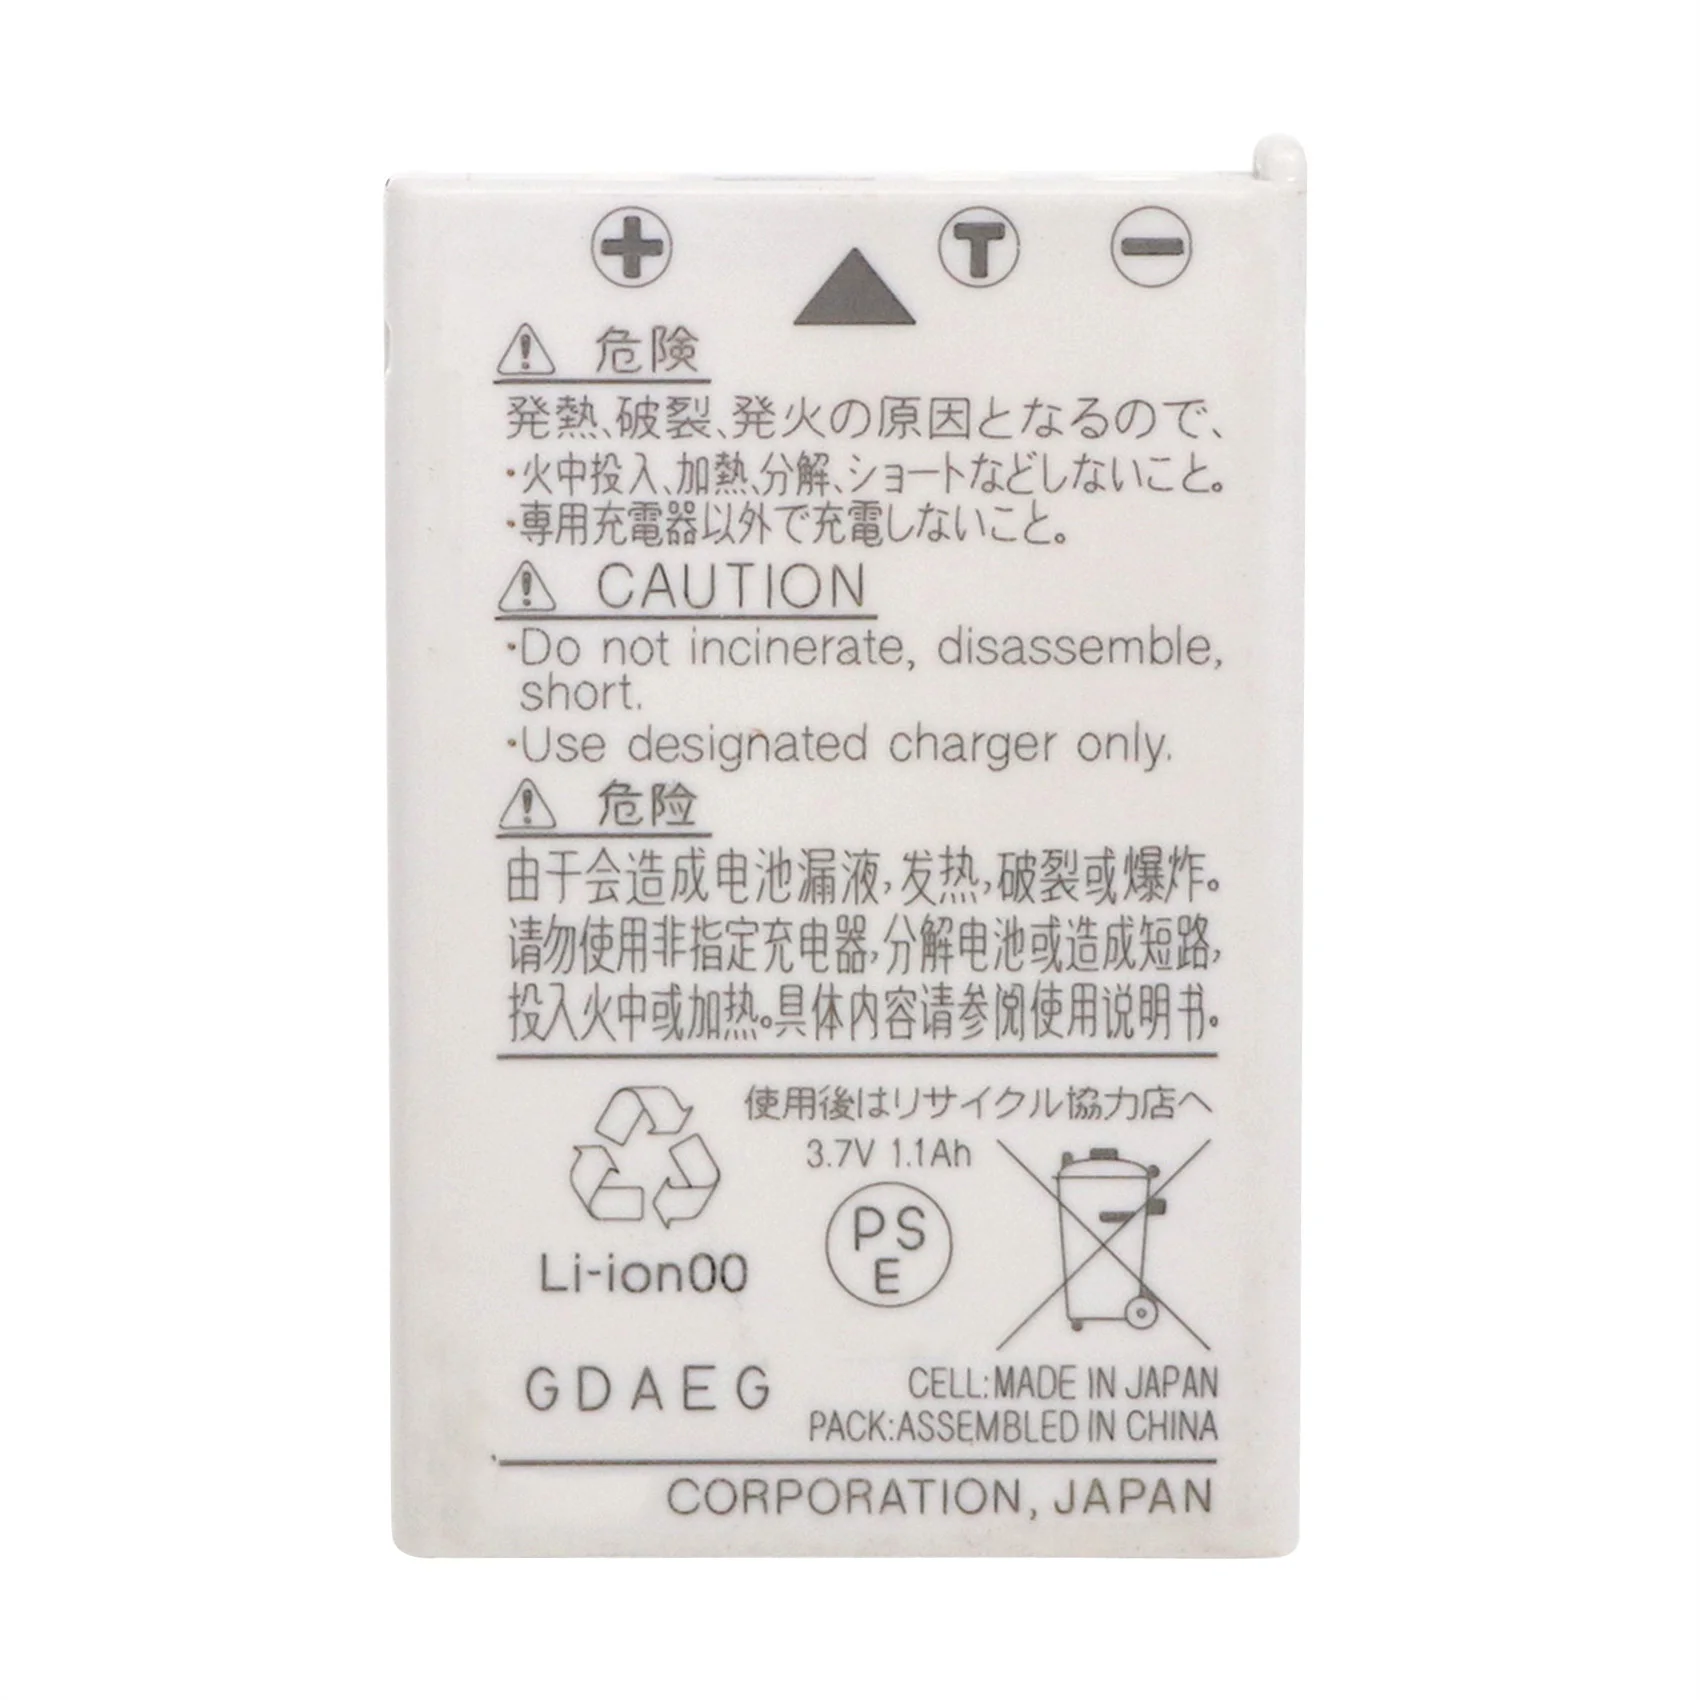 + T −
危険
発熱、破裂、発火の原因となるので、
・火中投入、加熱、分解、ショートなどしないこと。
・専用充電器以外で充電しないこと。
CAUTION
・Do not incinerate, disassemble,
short.
・Use designated charger only.
危险
由于会造成电池漏液,发热,破裂或爆炸。
请勿使用非指定充电器,分解电池或造成短路,
投入火中或加热。具体内容请参阅使用说明书。
使用後はリサイクル協力店へ
3.7V 1.1Ah
PS
E
Li-ion00
GDAEG
CELL:MADE IN JAPAN
PACK:ASSEMBLED IN CHINA
CORPORATION, JAPAN